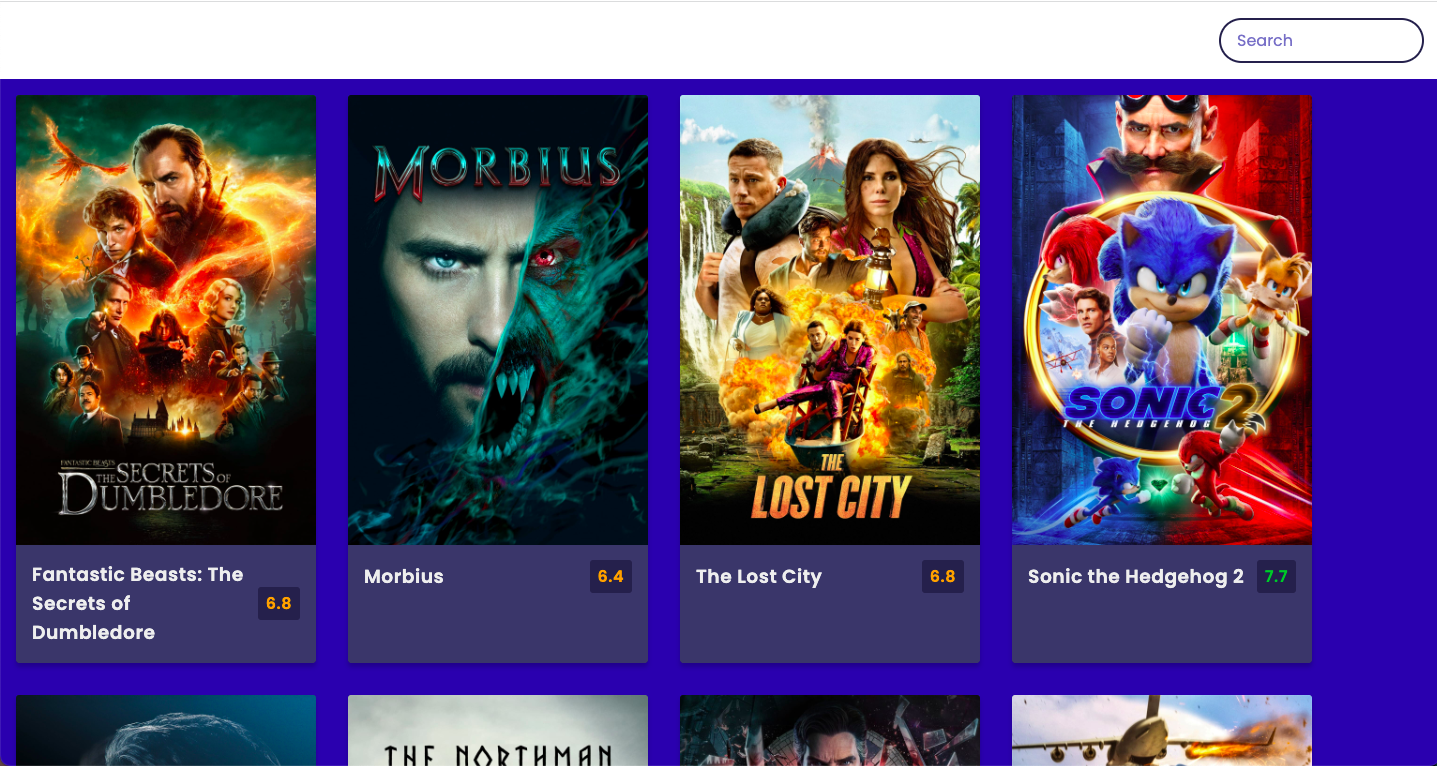 Search
FANTASTIC BEASTS
THE SECRETS OF
DUMBLEDORE
MORBIUS
THE
LOST CITY
SONIC 2
THE HEDGEHOG
Fantastic Beasts: The
Secrets of
Dumbledore
6.8
Morbius
6.4
The Lost City
6.8
Sonic the Hedgehog 2
7.7
THE NORTHMAN